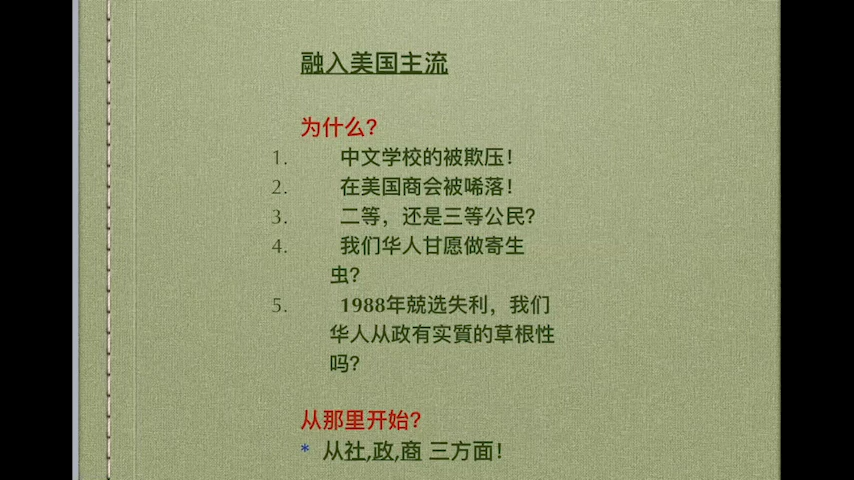 融入美国主流
为什么?
1. 中文学校的被欺压!
2. 在美国商会被唏落!
3. 二等，还是三等公民?
4. 我们华人甘愿做寄生
虫?
5. 1988年兢选失利，我们
华人从政有实質的草根性
吗?
从那里开始?
* 从社,政,商 三方面!